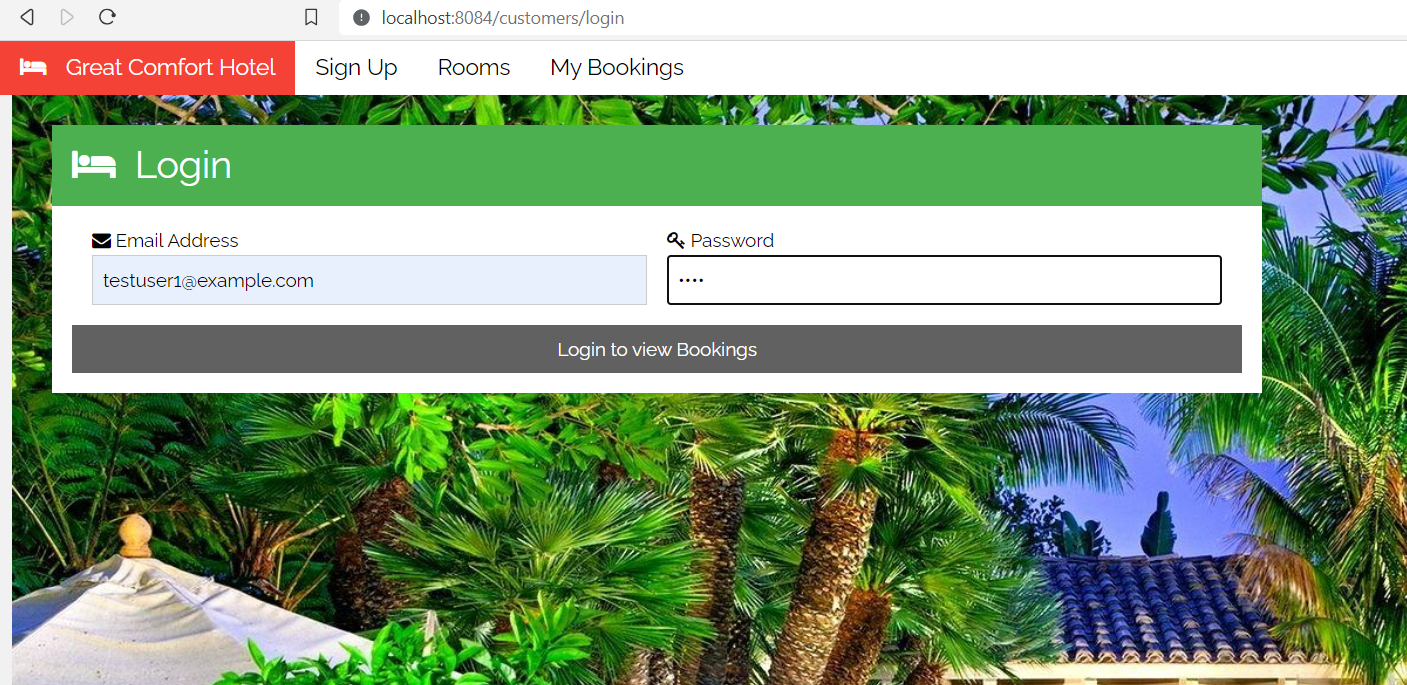 localhost:8084/customers/login
Great Comfort Hotel Sign Up Rooms My Bookings
Login
Email Address Password
testuser1@example.com ••••
Login to view Bookings